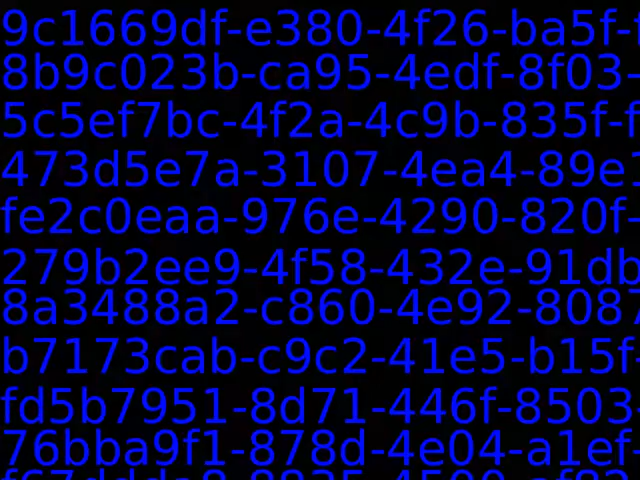 9c1669df-e380-4f26-ba5f-
8b9c023b-ca95-4edf-8f03-
5c5ef7bc-4f2a-4c9b-835f-f
473d5e7a-3107-4ea4-89e1
fe2c0eaa-976e-4290-820f-
279b2ee9-4f58-432e-91db
8a3488a2-c860-4e92-8087
b7173cab-c9c2-41e5-b15f-
fd5b7951-8d71-446f-8503-
76bba9f1-878d-4e04-a1ef-